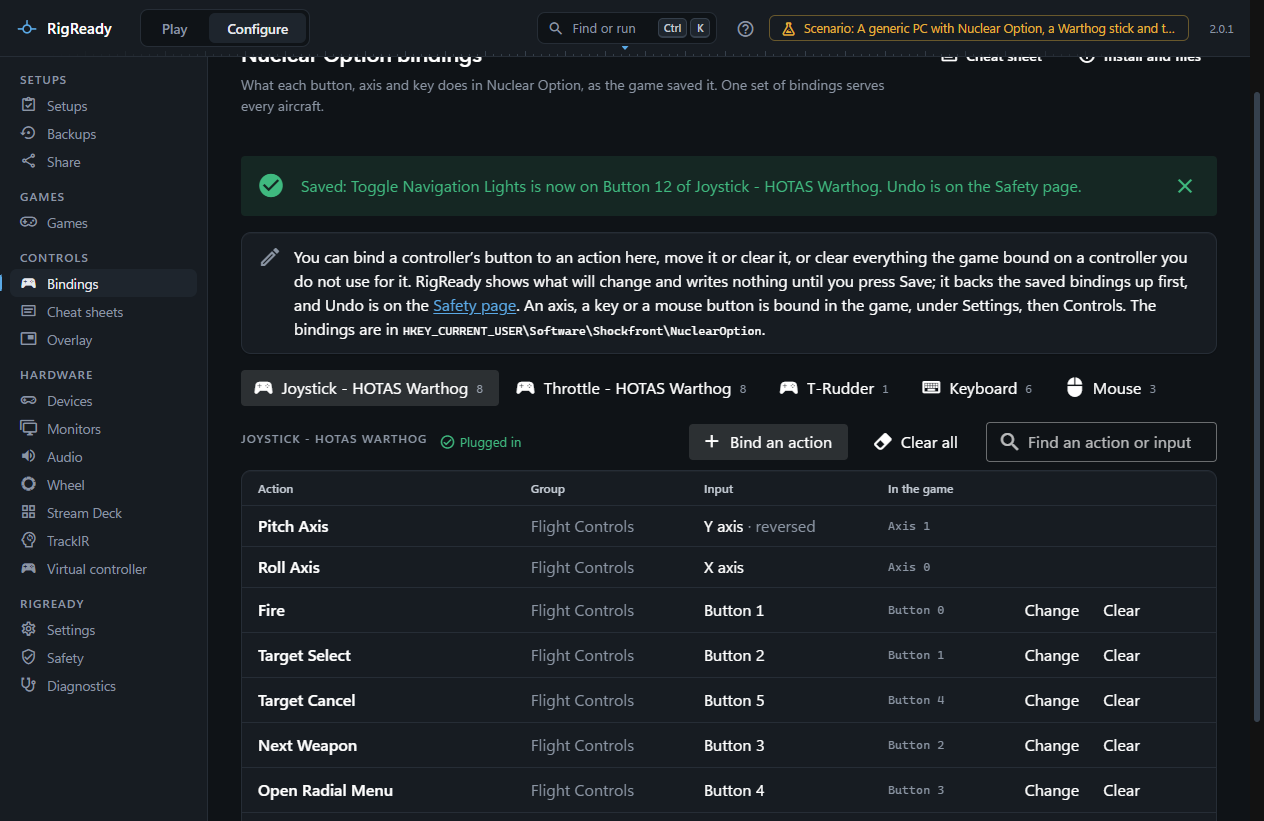 RigReady
Play
Configure
Find or run
Ctrl
K
Scenario: A generic PC with Nuclear Option, a Warthog stick and t...
2.0.1
SETUPS
Setups
Backups
Share
GAMES
Games
CONTROLS
Bindings
Cheat sheets
Overlay
HARDWARE
Devices
Monitors
Audio
Wheel
Stream Deck
TrackIR
Virtual controller
RIGREADY
Settings
Safety
Diagnostics
Nuclear Option bindings
Cheat sheet
Install and files
What each button, axis and key does in Nuclear Option, as the game saved it. One set of bindings serves
every aircraft.
Saved: Toggle Navigation Lights is now on Button 12 of Joystick - HOTAS Warthog. Undo is on the Safety page.
You can bind a controller’s button to an action here, move it or clear it, or clear everything the game bound on a controller you
do not use for it. RigReady shows what will change and writes nothing until you press Save; it backs the saved bindings up first,
and Undo is on the Safety page. An axis, a key or a mouse button is bound in the game, under Settings, then Controls. The
bindings are in HKEY_CURRENT_USER\Software\Shockfront\NuclearOption.
Joystick - HOTAS Warthog 8
Throttle - HOTAS Warthog 8
T-Rudder 1
Keyboard 6
Mouse 3
JOYSTICK - HOTAS WARTHOG
Plugged in
Bind an action
Clear all
Find an action or input
Action Group Input In the game
Pitch Axis Flight Controls Y axis · reversed Axis 1
Roll Axis Flight Controls X axis Axis 0
Fire Flight Controls Button 1 Button 0 Change Clear
Target Select Flight Controls Button 2 Button 1 Change Clear
Target Cancel Flight Controls Button 5 Button 4 Change Clear
Next Weapon Flight Controls Button 3 Button 2 Change Clear
Open Radial Menu Flight Controls Button 4 Button 3 Change Clear